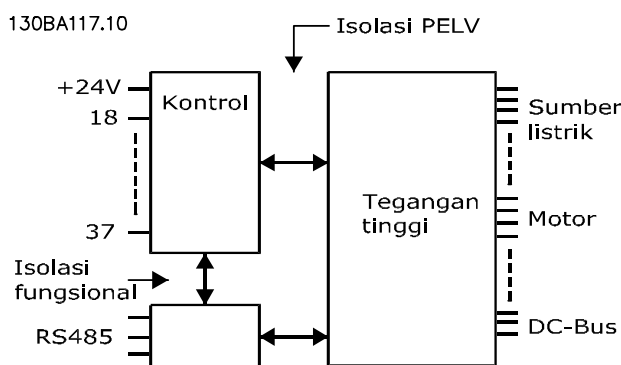 130BA117.10
Isolasi PELV
+24V
Kontrol
18
37
Tegangan
tinggi
Sumber
listrik
Motor
Isolasi
fungsional
RS485
DC-Bus